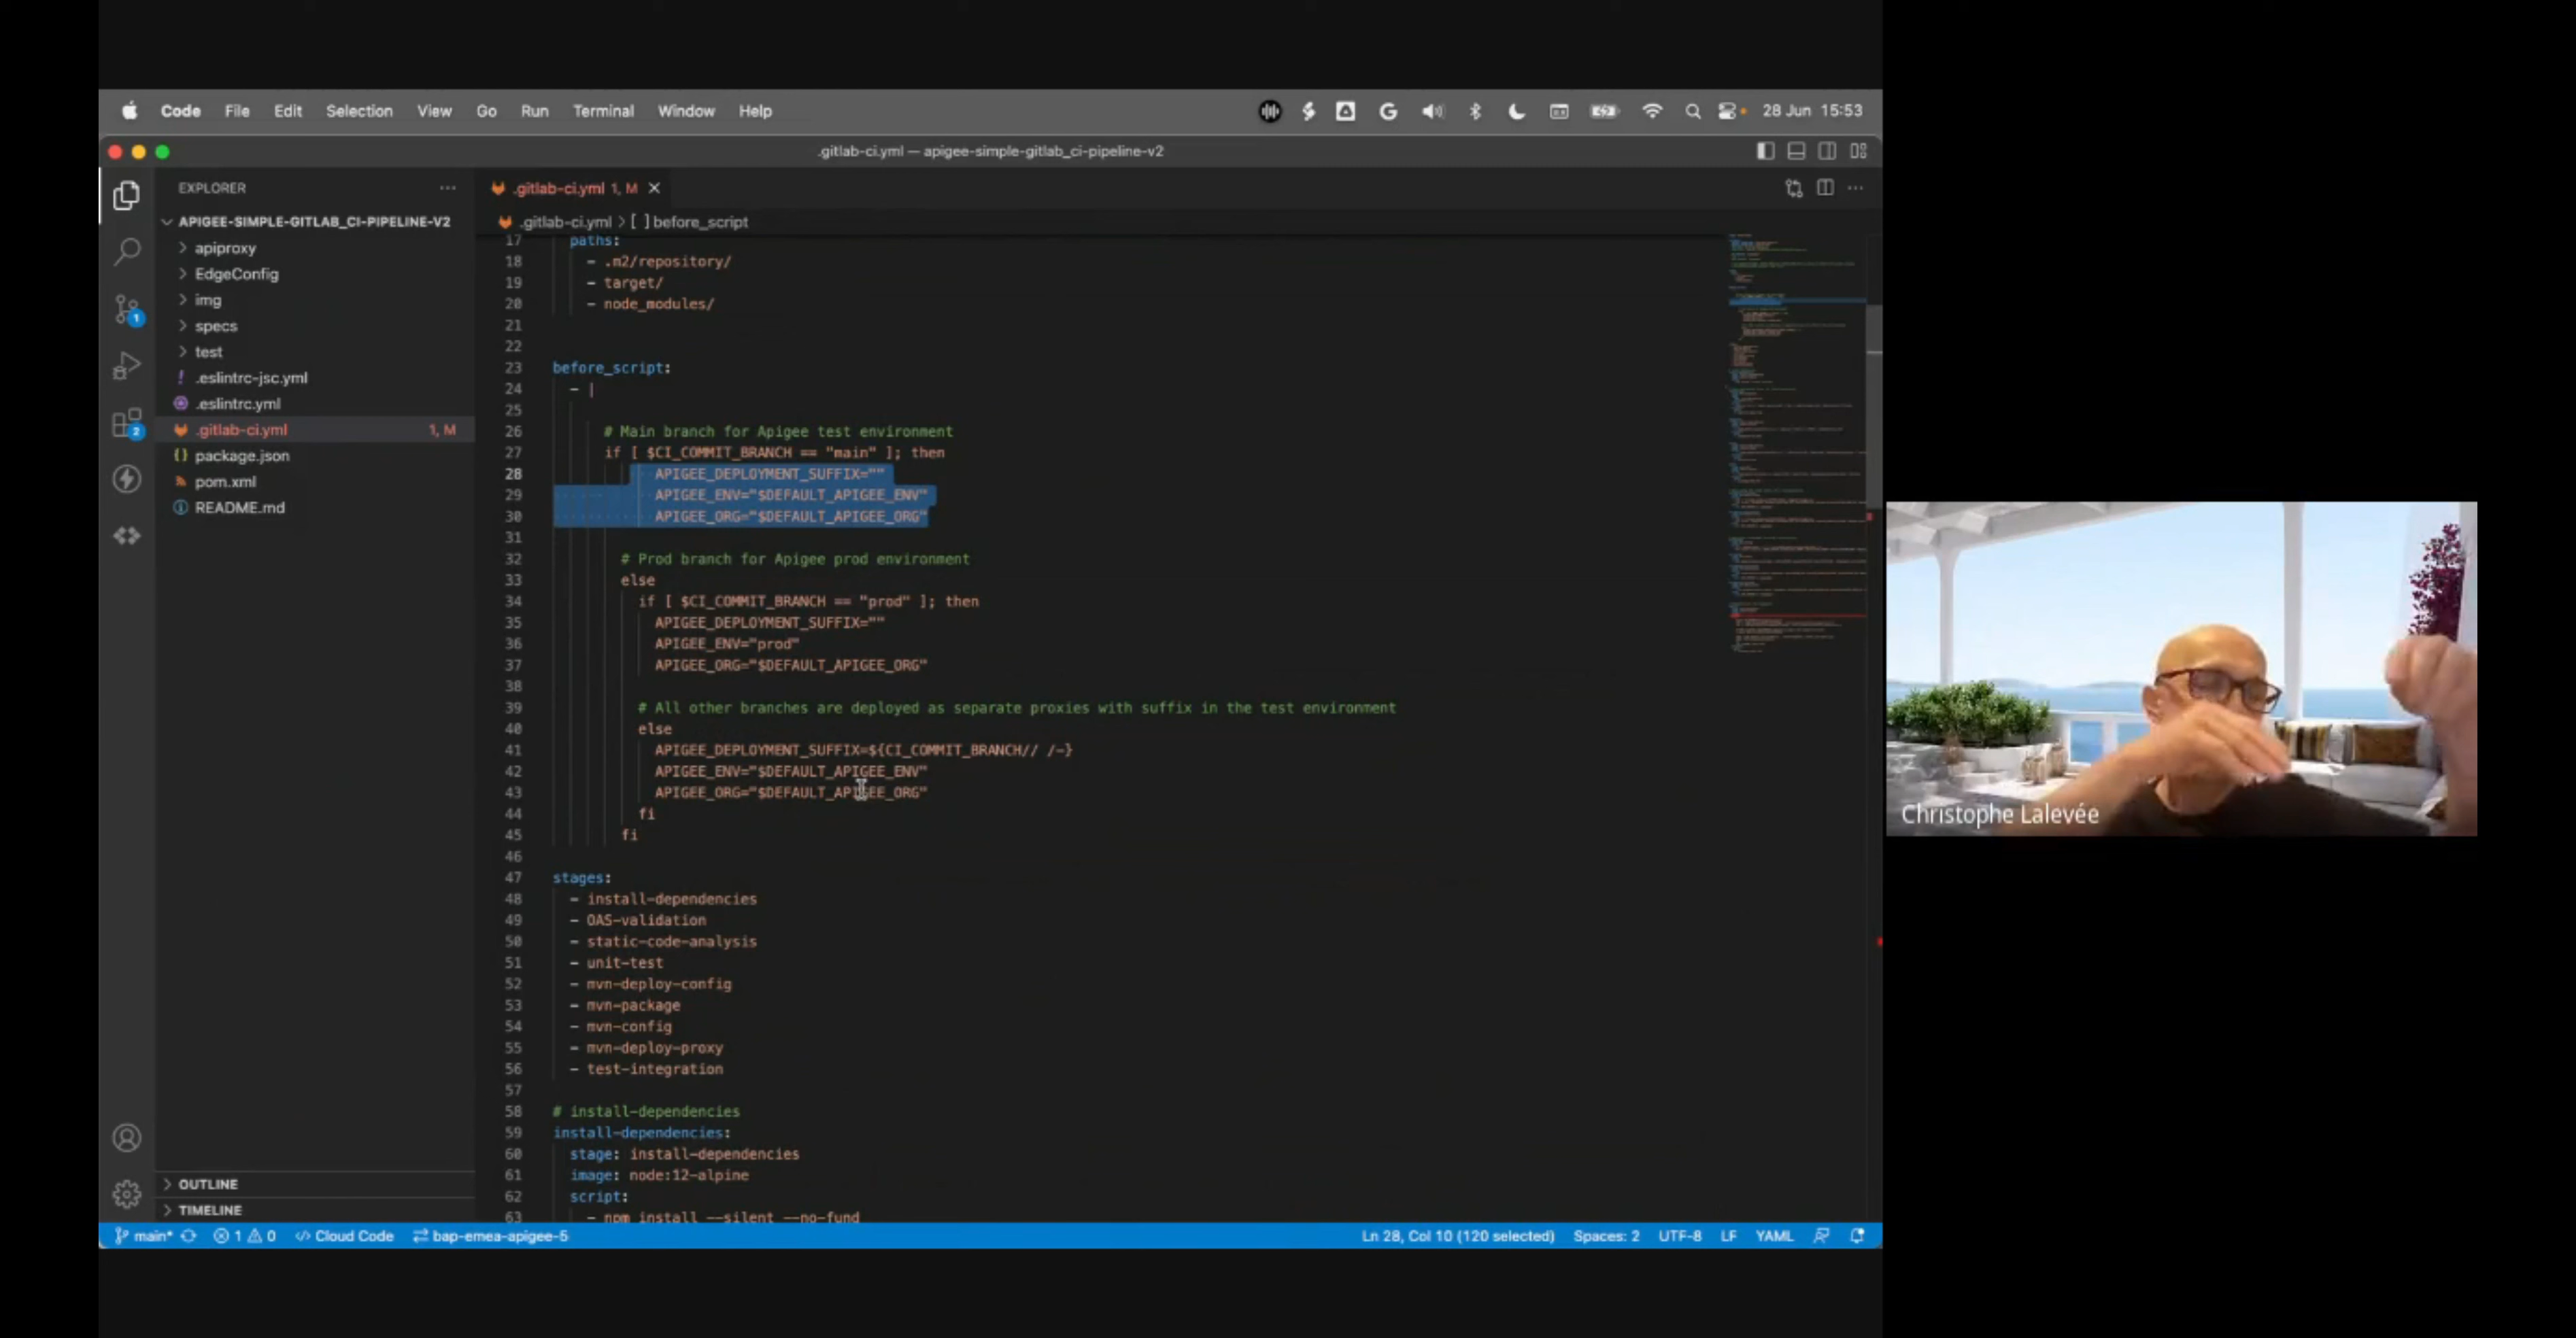 Code File Edit Selection View Go Run Terminal Window Help
28 Jun 15:53
.gitlab-ci.yml — apigee-simple-gitlab_ci-pipeline-v2
EXPLORER
APIGEE-SIMPLE-GITLAB_CI-PIPELINE-V2
apiproxy
EdgeConfig
img
specs
test
.eslintrc-jsc.yml
.eslintrc.yml
.gitlab-ci.yml 1, M
package.json
pom.xml
README.md
OUTLINE
TIMELINE
1
2
.gitlab-ci.yml 1, M
.gitlab-ci.yml > [ ] before_script
17 paths:
18 - .m2/repository/
19 - target/
20 - node_modules/
21
22
23 before_script:
24 - |
25
26 # Main branch for Apigee test environment
27 if [ $CI_COMMIT_BRANCH == "main" ]; then
28 APIGEE_DEPLOYMENT_SUFFIX=""
29 APIGEE_ENV="$DEFAULT_APIGEE_ENV"
30 APIGEE_ORG="$DEFAULT_APIGEE_ORG"
31
32 # Prod branch for Apigee prod environment
33 else
34 if [ $CI_COMMIT_BRANCH == "prod" ]; then
35 APIGEE_DEPLOYMENT_SUFFIX=""
36 APIGEE_ENV="prod"
37 APIGEE_ORG="$DEFAULT_APIGEE_ORG"
38
39 # All other branches are deployed as separate proxies with suffix in the test environment
40 else
41 APIGEE_DEPLOYMENT_SUFFIX=${CI_COMMIT_BRANCH// /-}
42 APIGEE_ENV="$DEFAULT_APIGEE_ENV"
43 APIGEE_ORG="$DEFAULT_APIGEE_ORG"
44 fi
45 fi
46
47 stages:
48 - install-dependencies
49 - OAS-validation
50 - static-code-analysis
51 - unit-test
52 - mvn-deploy-config
53 - mvn-package
54 - mvn-config
55 - mvn-deploy-proxy
56 - test-integration
57
58 # install-dependencies
59 install-dependencies:
60 stage: install-dependencies
61 image: node:12-alpine
62 script:
63 - npm install --silent --no-fund
main* 1 0 Cloud Code bap-emea-apigee-5 Ln 28, Col 10 (120 selected) Spaces: 2 UTF-8 LF YAML
Christophe Lalevée